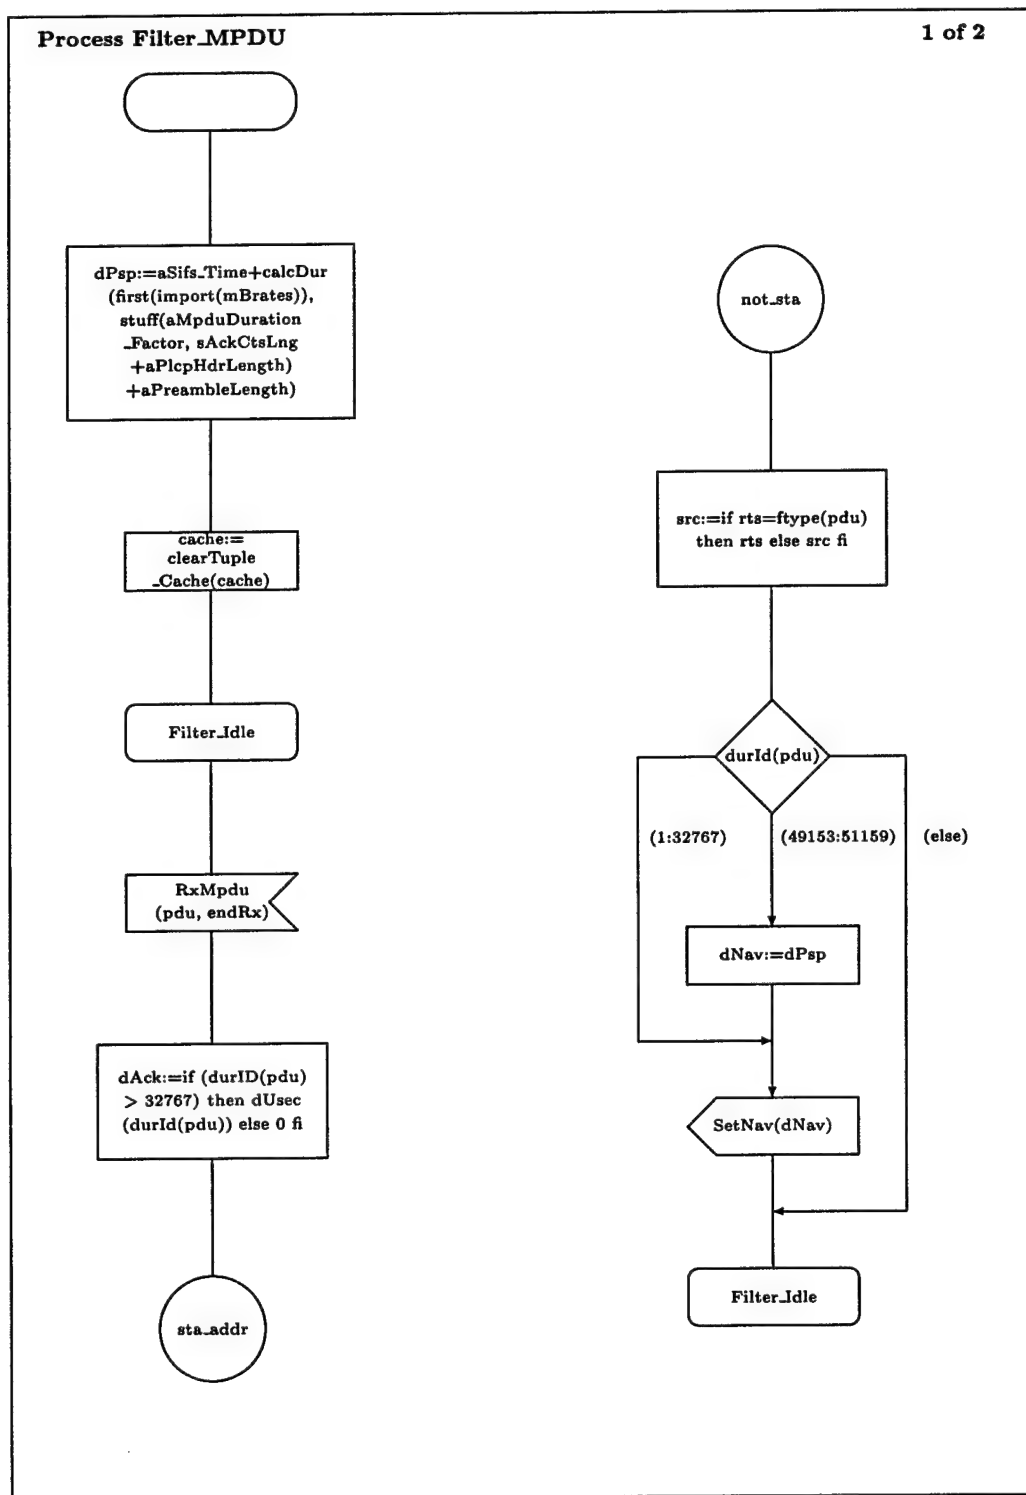 Process Filter_MPDU
1 of 2
dPsp:=aSifs_Time+calcDur
(first(import(mBrates)),
stuff(aMpduDuration
_Factor, sAckCtsLng
+aPlcpHdrLength)
+aPreambleLength)
cache:=
clearTuple
_Cache(cache)
Filter_Idle
RxMpdu
(pdu, endRx)
dAck:=if (durID(pdu)
> 32767) then dUsec
(durId(pdu)) else 0 fi
sta_addr
not_sta
src:=if rts=ftype(pdu)
then rts else src fi
durId(pdu)
(1:32767)
(49153:51159)
(else)
dNav:=dPsp
SetNav(dNav)
Filter_Idle